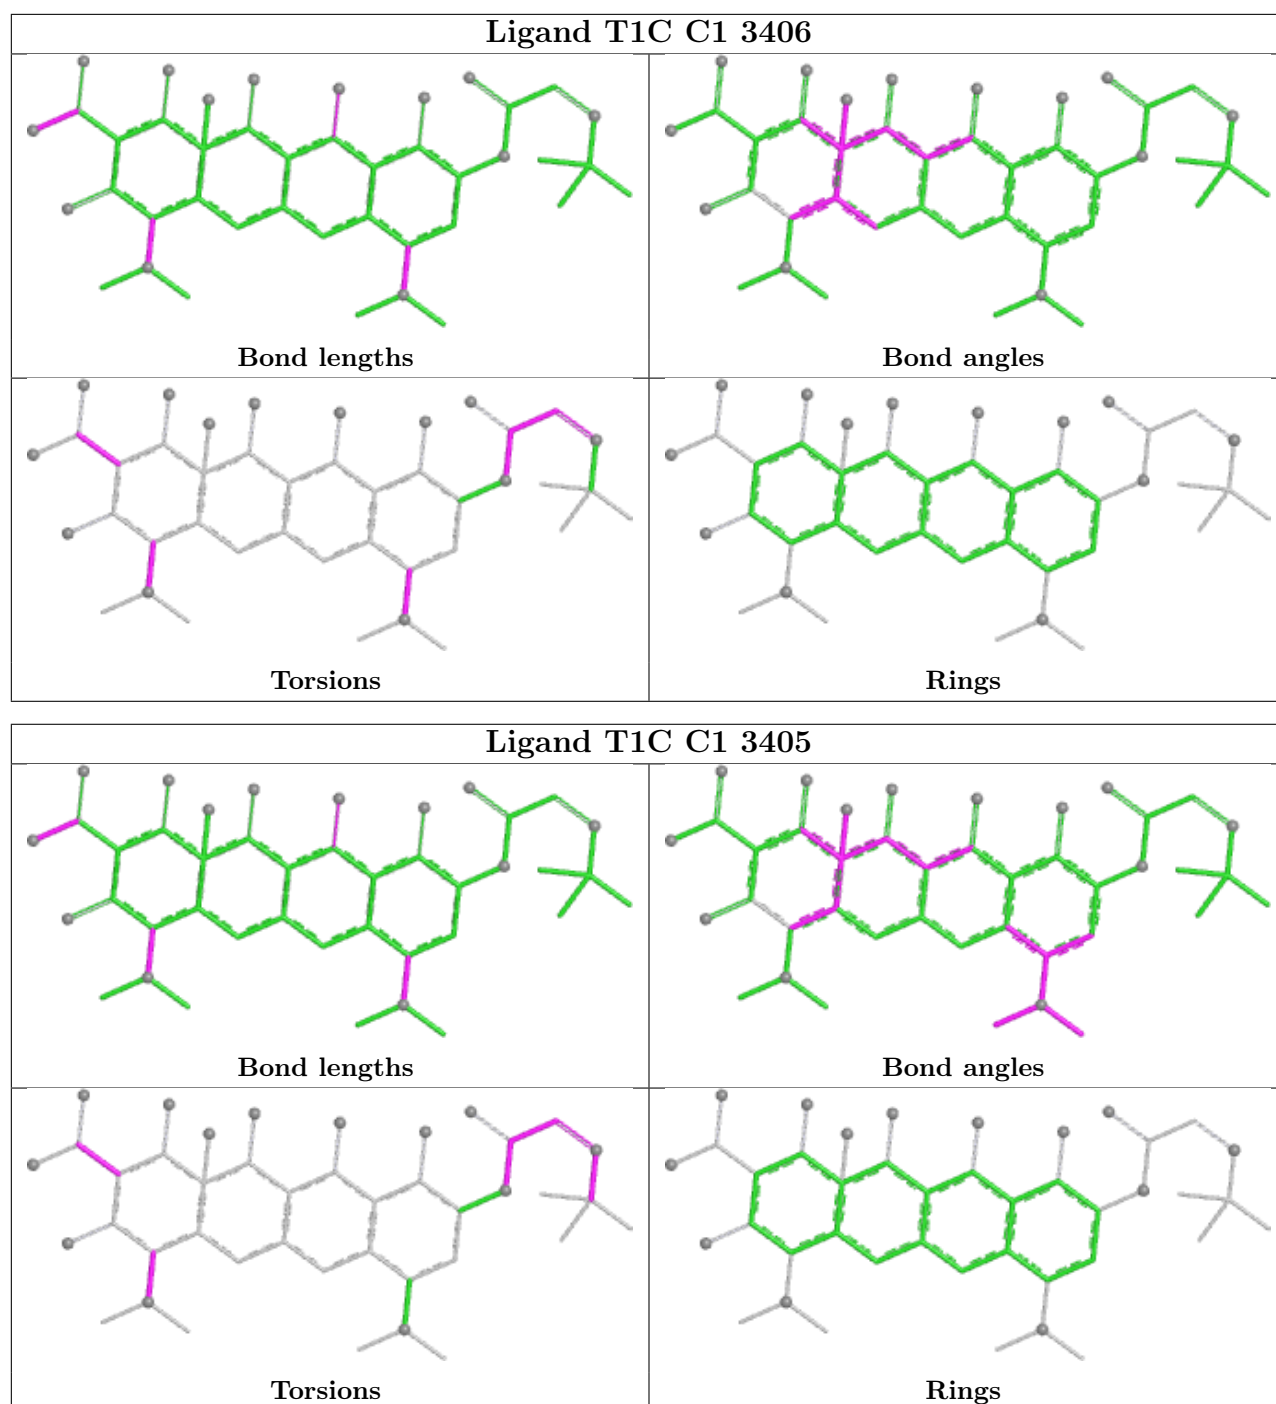 Ligand T1C C1 3406
Bond lengths
Bond angles
Torsions
Rings
Ligand T1C C1 3405
Bond lengths
Bond angles
Torsions
Rings